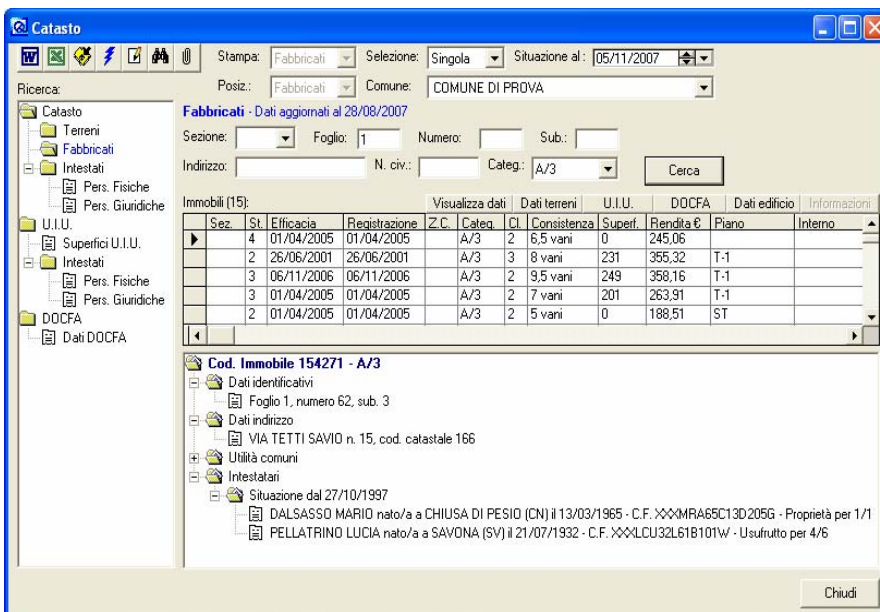 Catasto
Stampa: Fabbricati Selezione: Singola Situazione al: 05/11/2007
Posiz.: Fabbricati Comune: COMUNE DI PROVA
Ricerca:
Catasto
Terreni
Fabbricati
Intestati
Pers. Fisiche
Pers. Giuridiche
U.I.U.
Superfici U.I.U.
Intestati
Pers. Fisiche
Pers. Giuridiche
DOCFA
Dati DOCFA
Fabbricati - Dati aggiornati al 28/08/2007
Sezione: Foglio: 1 Numero: Sub.:
Indirizzo: N. civ.: Categ.: A/3 Cerca
Immobili (15): Visualizza dati Dati terreni U.I.U. DOCFA Dati edificio Informazioni
Sez. St. Efficacia Registrazione Z.C. Categ. Cl. Consistenza Superf. Rendita € Piano Interno
4 01/04/2005 01/04/2005 A/3 2 6,5 vani 0 245,06
2 26/06/2001 26/06/2001 A/3 3 8 vani 231 355,32 T-1
3 06/11/2006 06/11/2006 A/3 2 9,5 vani 249 358,16 T-1
3 01/04/2005 01/04/2005 A/3 2 7 vani 201 263,91 T-1
2 01/04/2005 01/04/2005 A/3 2 5 vani 0 188,51 ST
Cod. Immobile 154271 - A/3
Dati identificativi
Foglio 1, numero 62, sub. 3
Dati indirizzo
VIA TETTI SAVIO n. 15, cod. catastale 166
Utilità comuni
Intestatari
Situazione dal 27/10/1997
DALSASSO MARIO nato/a a CHIUSA DI PESIO (CN) il 13/03/1965 - C.F. XXXMRA65C13D205G - Proprietà per 1/1
PELLATRINO LUCIA nato/a a SAVONA (SV) il 21/07/1932 - C.F. XXXLCU32L61B101W - Usufrutto per 4/6
Chiudi